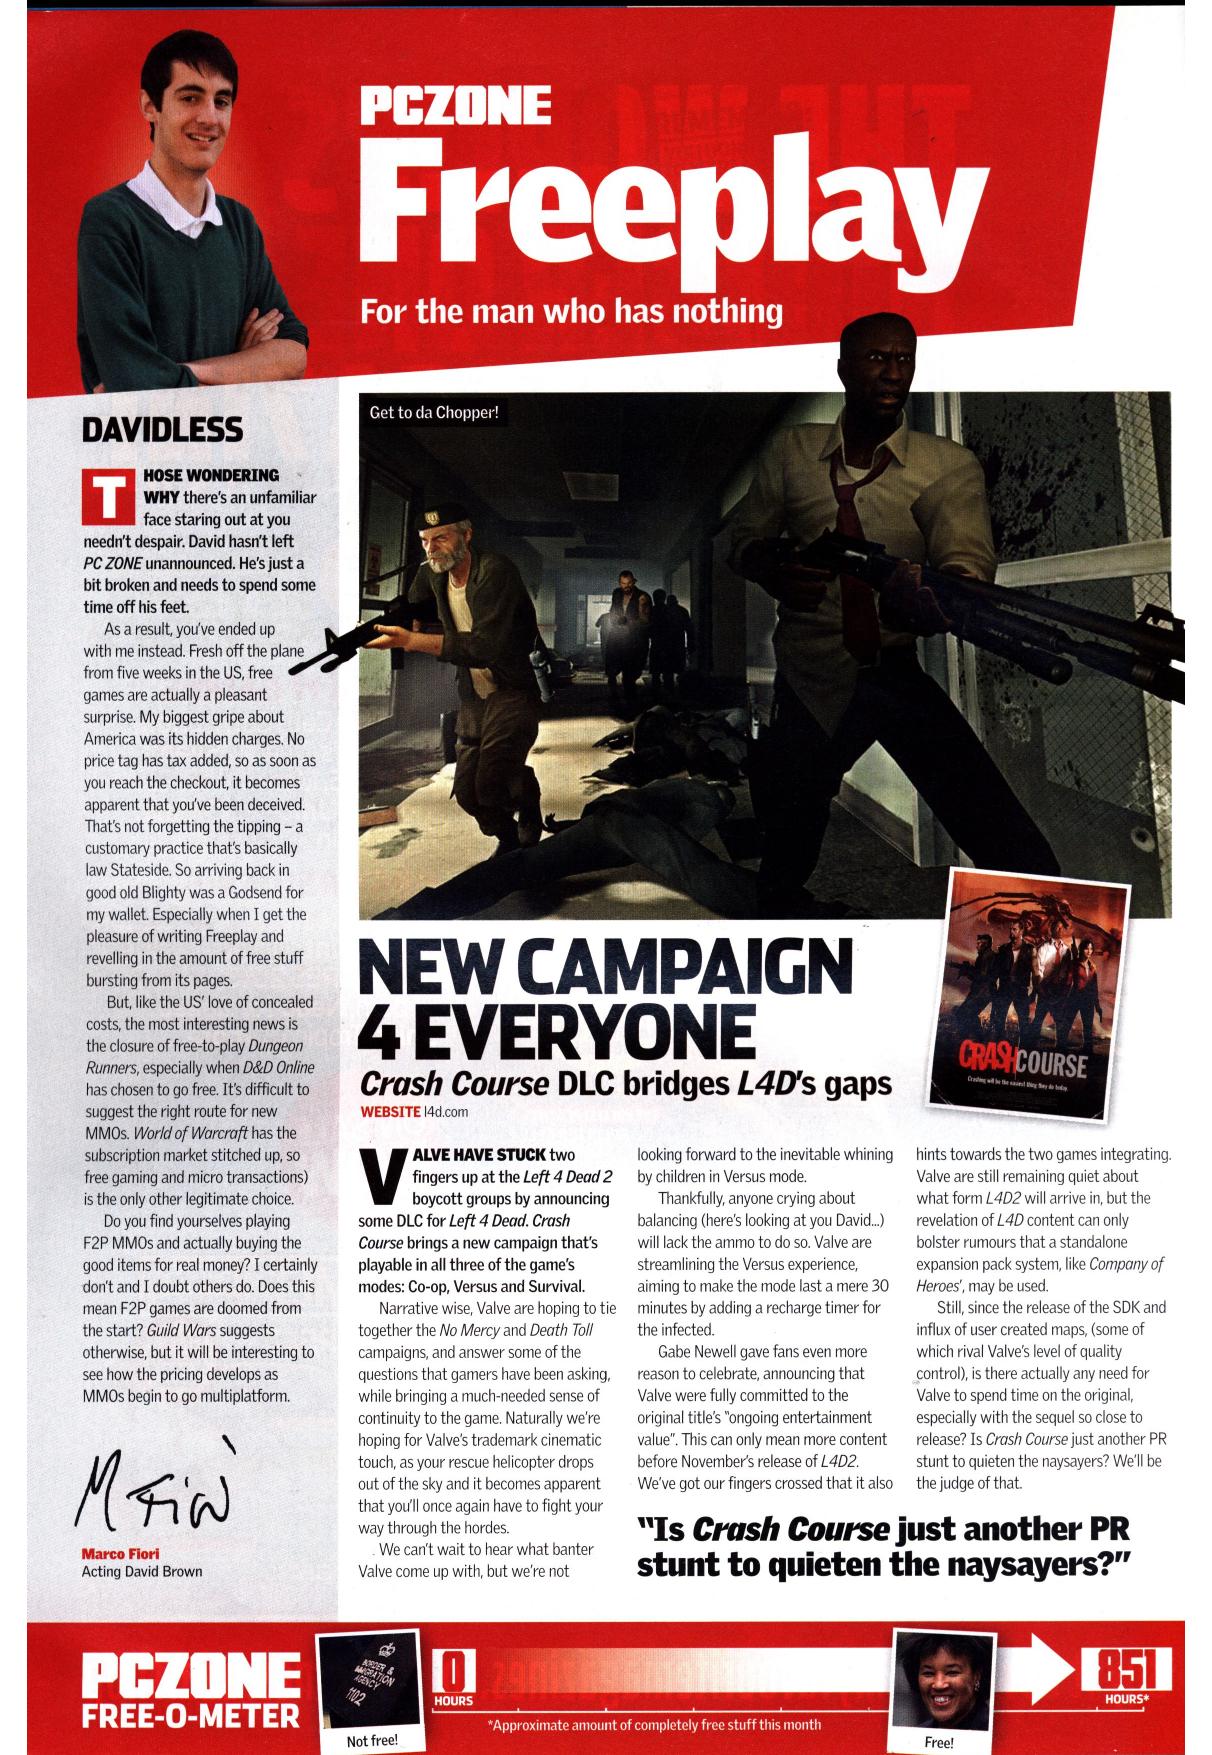 PCZONE
Freeplay
For the man who has nothing
DAVIDLESS
THOSE WONDERING
WHY there's an unfamiliar
face staring out at you
needn't despair. David hasn't left
PC ZONE unannounced. He's just a
bit broken and needs to spend some
time off his feet.
As a result, you've ended up
with me instead. Fresh off the plane
from five weeks in the US, free
games are actually a pleasant
surprise. My biggest gripe about
America was its hidden charges. No
price tag has tax added, so as soon as
you reach the checkout, it becomes
apparent that you've been deceived.
That's not forgetting the tipping – a
customary practice that's basically
law Stateside. So arriving back in
good old Blighty was a Godsend for
my wallet. Especially when I get the
pleasure of writing Freeplay and
revelling in the amount of free stuff
bursting from its pages.
But, like the US' love of concealed
costs, the most interesting news is
the closure of free-to-play Dungeon
Runners, especially when D&D Online
has chosen to go free. It's difficult to
suggest the right route for new
MMOs. World of Warcraft has the
subscription market stitched up, so
free gaming and micro transactions)
is the only other legitimate choice.
Do you find yourselves playing
F2P MMOs and actually buying the
good items for real money? I certainly
don't and I doubt others do. Does this
mean F2P games are doomed from
the start? Guild Wars suggests
otherwise, but it will be interesting to
see how the pricing develops as
MMOs begin to go multiplatform.
Marco Fiori
Acting David Brown
Get to da Chopper!
NEW CAMPAIGN
4 EVERYONE
Crash Course DLC bridges L4D's gaps
WEBSITE l4d.com
CRASH COURSE
Crashing will be the easiest thing they do today.
VALVE HAVE STUCK two
fingers up at the Left 4 Dead 2
boycott groups by announcing
some DLC for Left 4 Dead. Crash
Course brings a new campaign that's
playable in all three of the game's
modes: Co-op, Versus and Survival.
Narrative wise, Valve are hoping to tie
together the No Mercy and Death Toll
campaigns, and answer some of the
questions that gamers have been asking,
while bringing a much-needed sense of
continuity to the game. Naturally we're
hoping for Valve's trademark cinematic
touch, as your rescue helicopter drops
out of the sky and it becomes apparent
that you'll once again have to fight your
way through the hordes.
We can't wait to hear what banter
Valve come up with, but we're not
looking forward to the inevitable whining
by children in Versus mode.
Thankfully, anyone crying about
balancing (here's looking at you David...)
will lack the ammo to do so. Valve are
streamlining the Versus experience,
aiming to make the mode last a mere 30
minutes by adding a recharge timer for
the infected.
Gabe Newell gave fans even more
reason to celebrate, announcing that
Valve were fully committed to the
original title's "ongoing entertainment
value". This can only mean more content
before November's release of L4D2.
We've got our fingers crossed that it also
hints towards the two games integrating.
Valve are still remaining quiet about
what form L4D2 will arrive in, but the
revelation of L4D content can only
bolster rumours that a standalone
expansion pack system, like Company of
Heroes', may be used.
Still, since the release of the SDK and
influx of user created maps, (some of
which rival Valve's level of quality
control), is there actually any need for
Valve to spend time on the original,
especially with the sequel so close to
release? Is Crash Course just another PR
stunt to quieten the naysayers? We'll be
the judge of that.
"Is Crash Course just another PR
stunt to quieten the naysayers?"
PCZONE
FREE-O-METER
BORDER &
IMMIGRATION
AGENCY
1102
Not free!
0
HOURS
*Approximate amount of completely free stuff this month
Free!
851
HOURS*